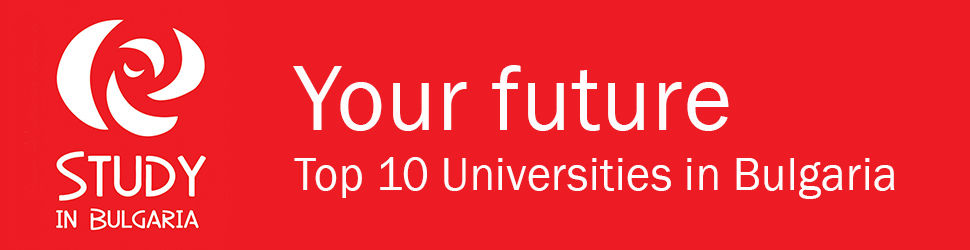 STUDY
IN BULGARIA
Your future
Top 10 Universities in Bulgaria